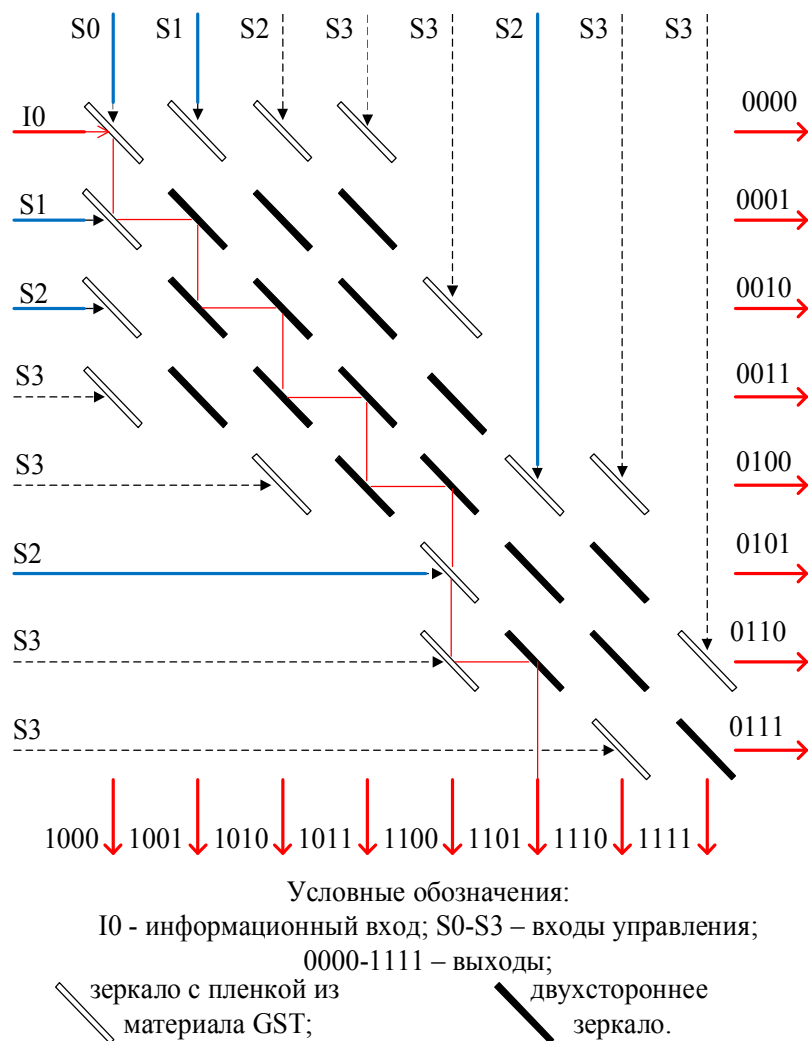 S0 S1 S2 S3 S3 S2 S3 S3
I0 0000
S1 0001
S2 0010
S3 0011
S3 0100
S2 0101
S3 0110
S3 0111
1000 1001 1010 1011 1100 1101 1110 1111
Условные обозначения:
I0 - информационный вход; S0-S3 – входы управления;
0000-1111 – выходы;
зеркало с пленкой из
материала GST;
двухстороннее
зеркало.